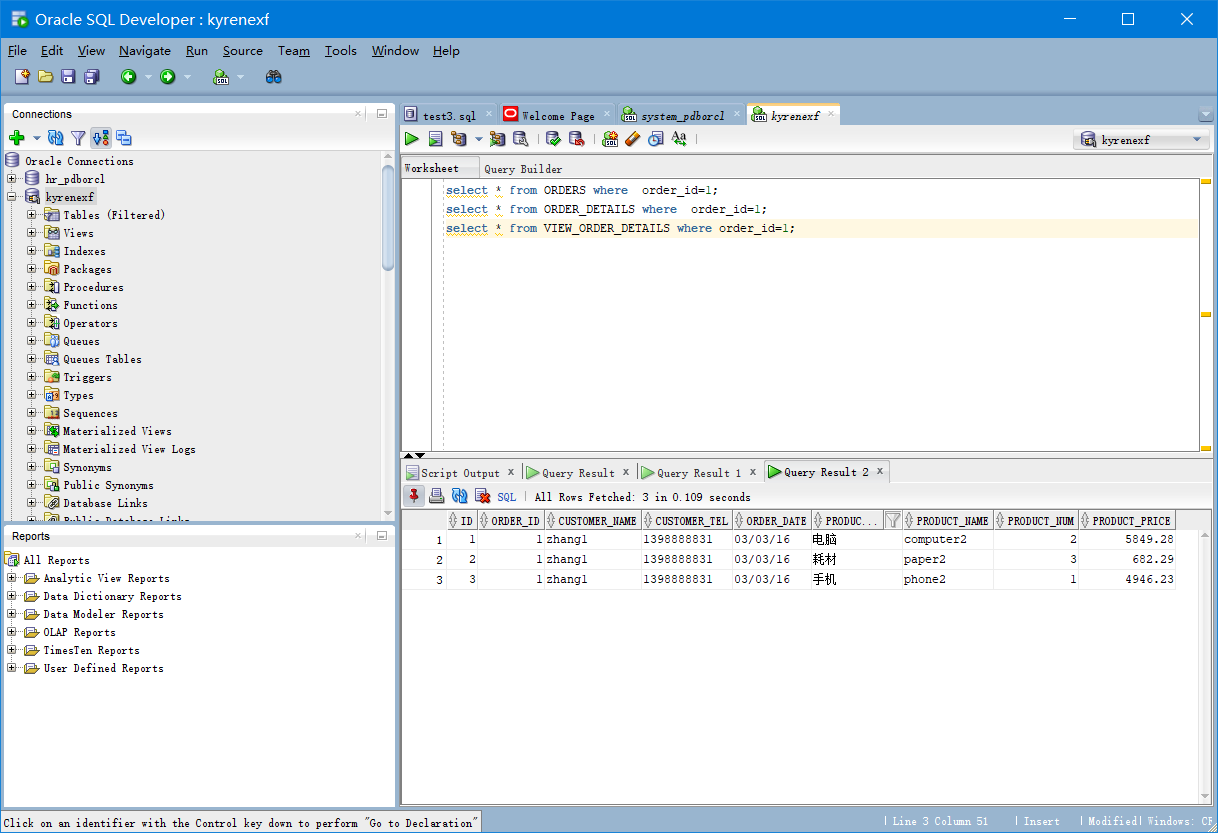 Oracle SQL Developer : kyrenexf
File Edit View Navigate Run Source Team Tools Window Help
Connections
Oracle Connections
hr_pdborcl
kyrenexf
Tables (Filtered)
Views
Indexes
Packages
Procedures
Functions
Operators
Queues
Queues Tables
Triggers
Types
Sequences
Materialized Views
Materialized View Logs
Synonyms
Public Synonyms
Database Links
Public Database Links
Reports
All Reports
Analytic View Reports
Data Dictionary Reports
Data Modeler Reports
OLAP Reports
TimesTen Reports
User Defined Reports
test3.sql Welcome Page system_pdborcl kyrenexf
kyrenexf
Worksheet Query Builder
select * from ORDERS where  order_id=1;
select * from ORDER_DETAILS where  order_id=1;
select * from VIEW_ORDER_DETAILS where order_id=1;
Script Output x Query Result x Query Result 1 x Query Result 2 x
SQL | All Rows Fetched: 3 in 0.109 seconds
ID ORDER_ID CUSTOMER_NAME CUSTOMER_TEL ORDER_DATE PRODUC... PRODUCT_NAME PRODUCT_NUM PRODUCT_PRICE
1 1 1 zhang1 1398888831 03/03/16 电脑 computer2 2 5849.28
2 2 1 zhang1 1398888831 03/03/16 耗材 paper2 3 682.29
3 3 1 zhang1 1398888831 03/03/16 手机 phone2 1 4946.23
Click on an identifier with the Control key down to perform "Go to Declaration"
| Line 3 Column 51 | Insert | Modified| Windows: CF